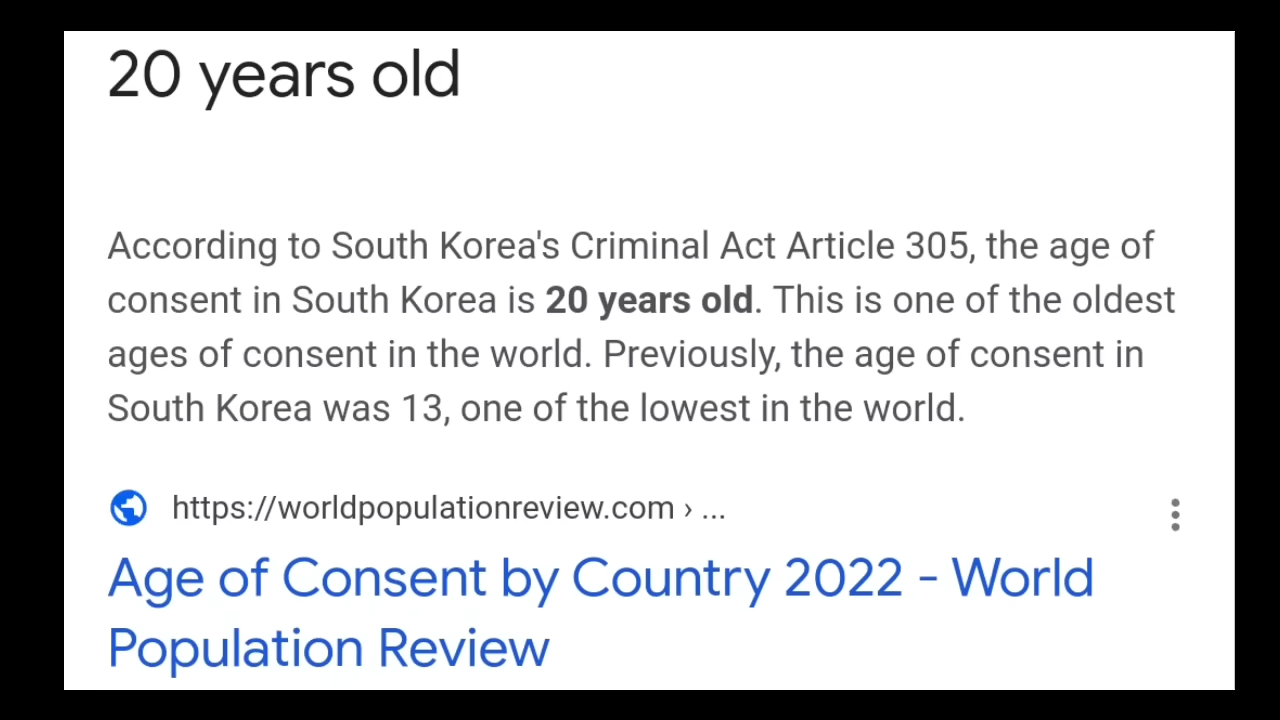 20 years old
According to South Korea's Criminal Act Article 305, the age of
consent in South Korea is 20 years old. This is one of the oldest
ages of consent in the world. Previously, the age of consent in
South Korea was 13, one of the lowest in the world.
https://worldpopulationreview.com › ...
Age of Consent by Country 2022 - World
Population Review